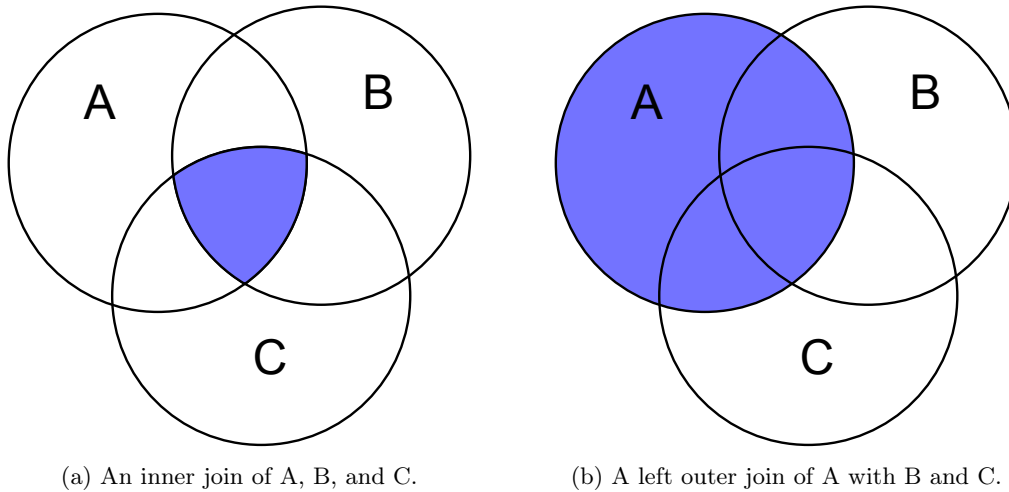 A
B
C
A
B
C
(a) An inner join of A, B, and C.
(b) A left outer join of A with B and C.